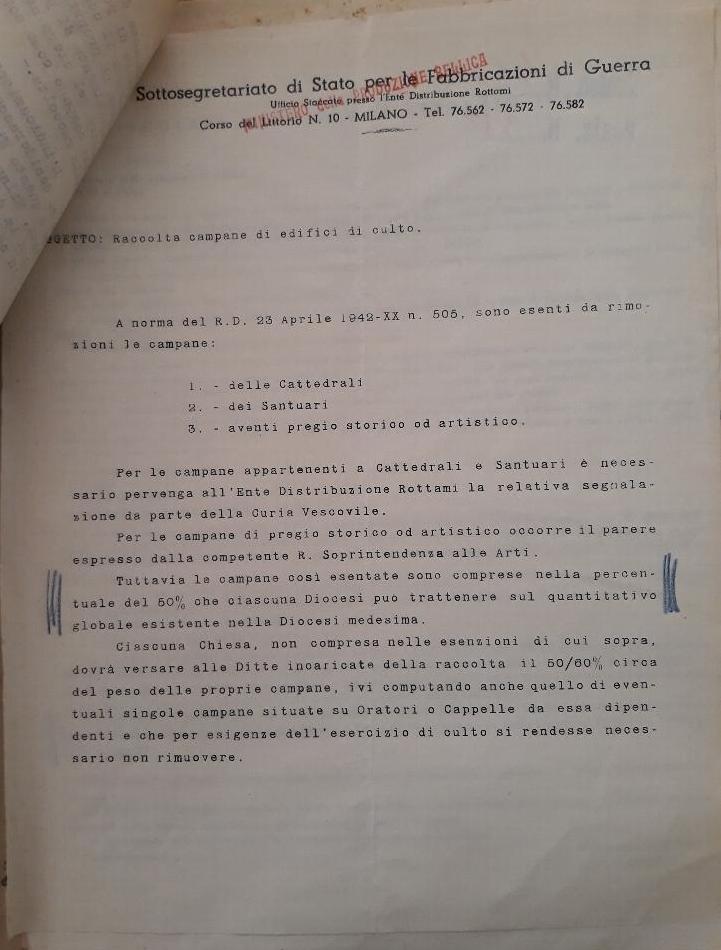 Sottosegretariato di Stato per le Fabbricazioni di Guerra
MINISTERO della PRODUZIONE BELLICA
Ufficio Staccato presso l'Ente Distribuzione Rottami
Corso del Littorio N. 10 - MILANO - Tel. 76.562 - 76.572 - 76.582
GETTO: Raccolta campane di edifici di culto.
A norma del R.D. 23 Aprile 1942-XX n. 505, sono esenti da rimo-
zioni le campane:
1. - delle Cattedrali
2. - dei Santuari
3. - aventi pregio storico od artistico.
Per le campane appartenenti a Cattedrali e Santuari è neces-
sario pervenga all'Ente Distribuzione Rottami la relativa segnala-
zione da parte della Curia Vescovile.
Per le campane di pregio storico od artistico occorre il parere
espresso dalla competente R. Soprintendenza alle Arti.
Tuttavia le campane così esentate sono comprese nella percen-
tuale del 50% che ciascuna Diocesi può trattenere sul quantitativo
globale esistente nella Diocesi medesima.
Ciascuna Chiesa, non compresa nelle esenzioni di cui sopra,
dovrà versare alle Ditte incaricate della raccolta il 50/60% circa
del peso delle proprie campane, ivi computando anche quello di even-
tuali singole campane situate su Oratori o Cappelle da essa dipen-
denti e che per esigenze dell'esercizio di culto si rendesse neces-
sario non rimuovere.